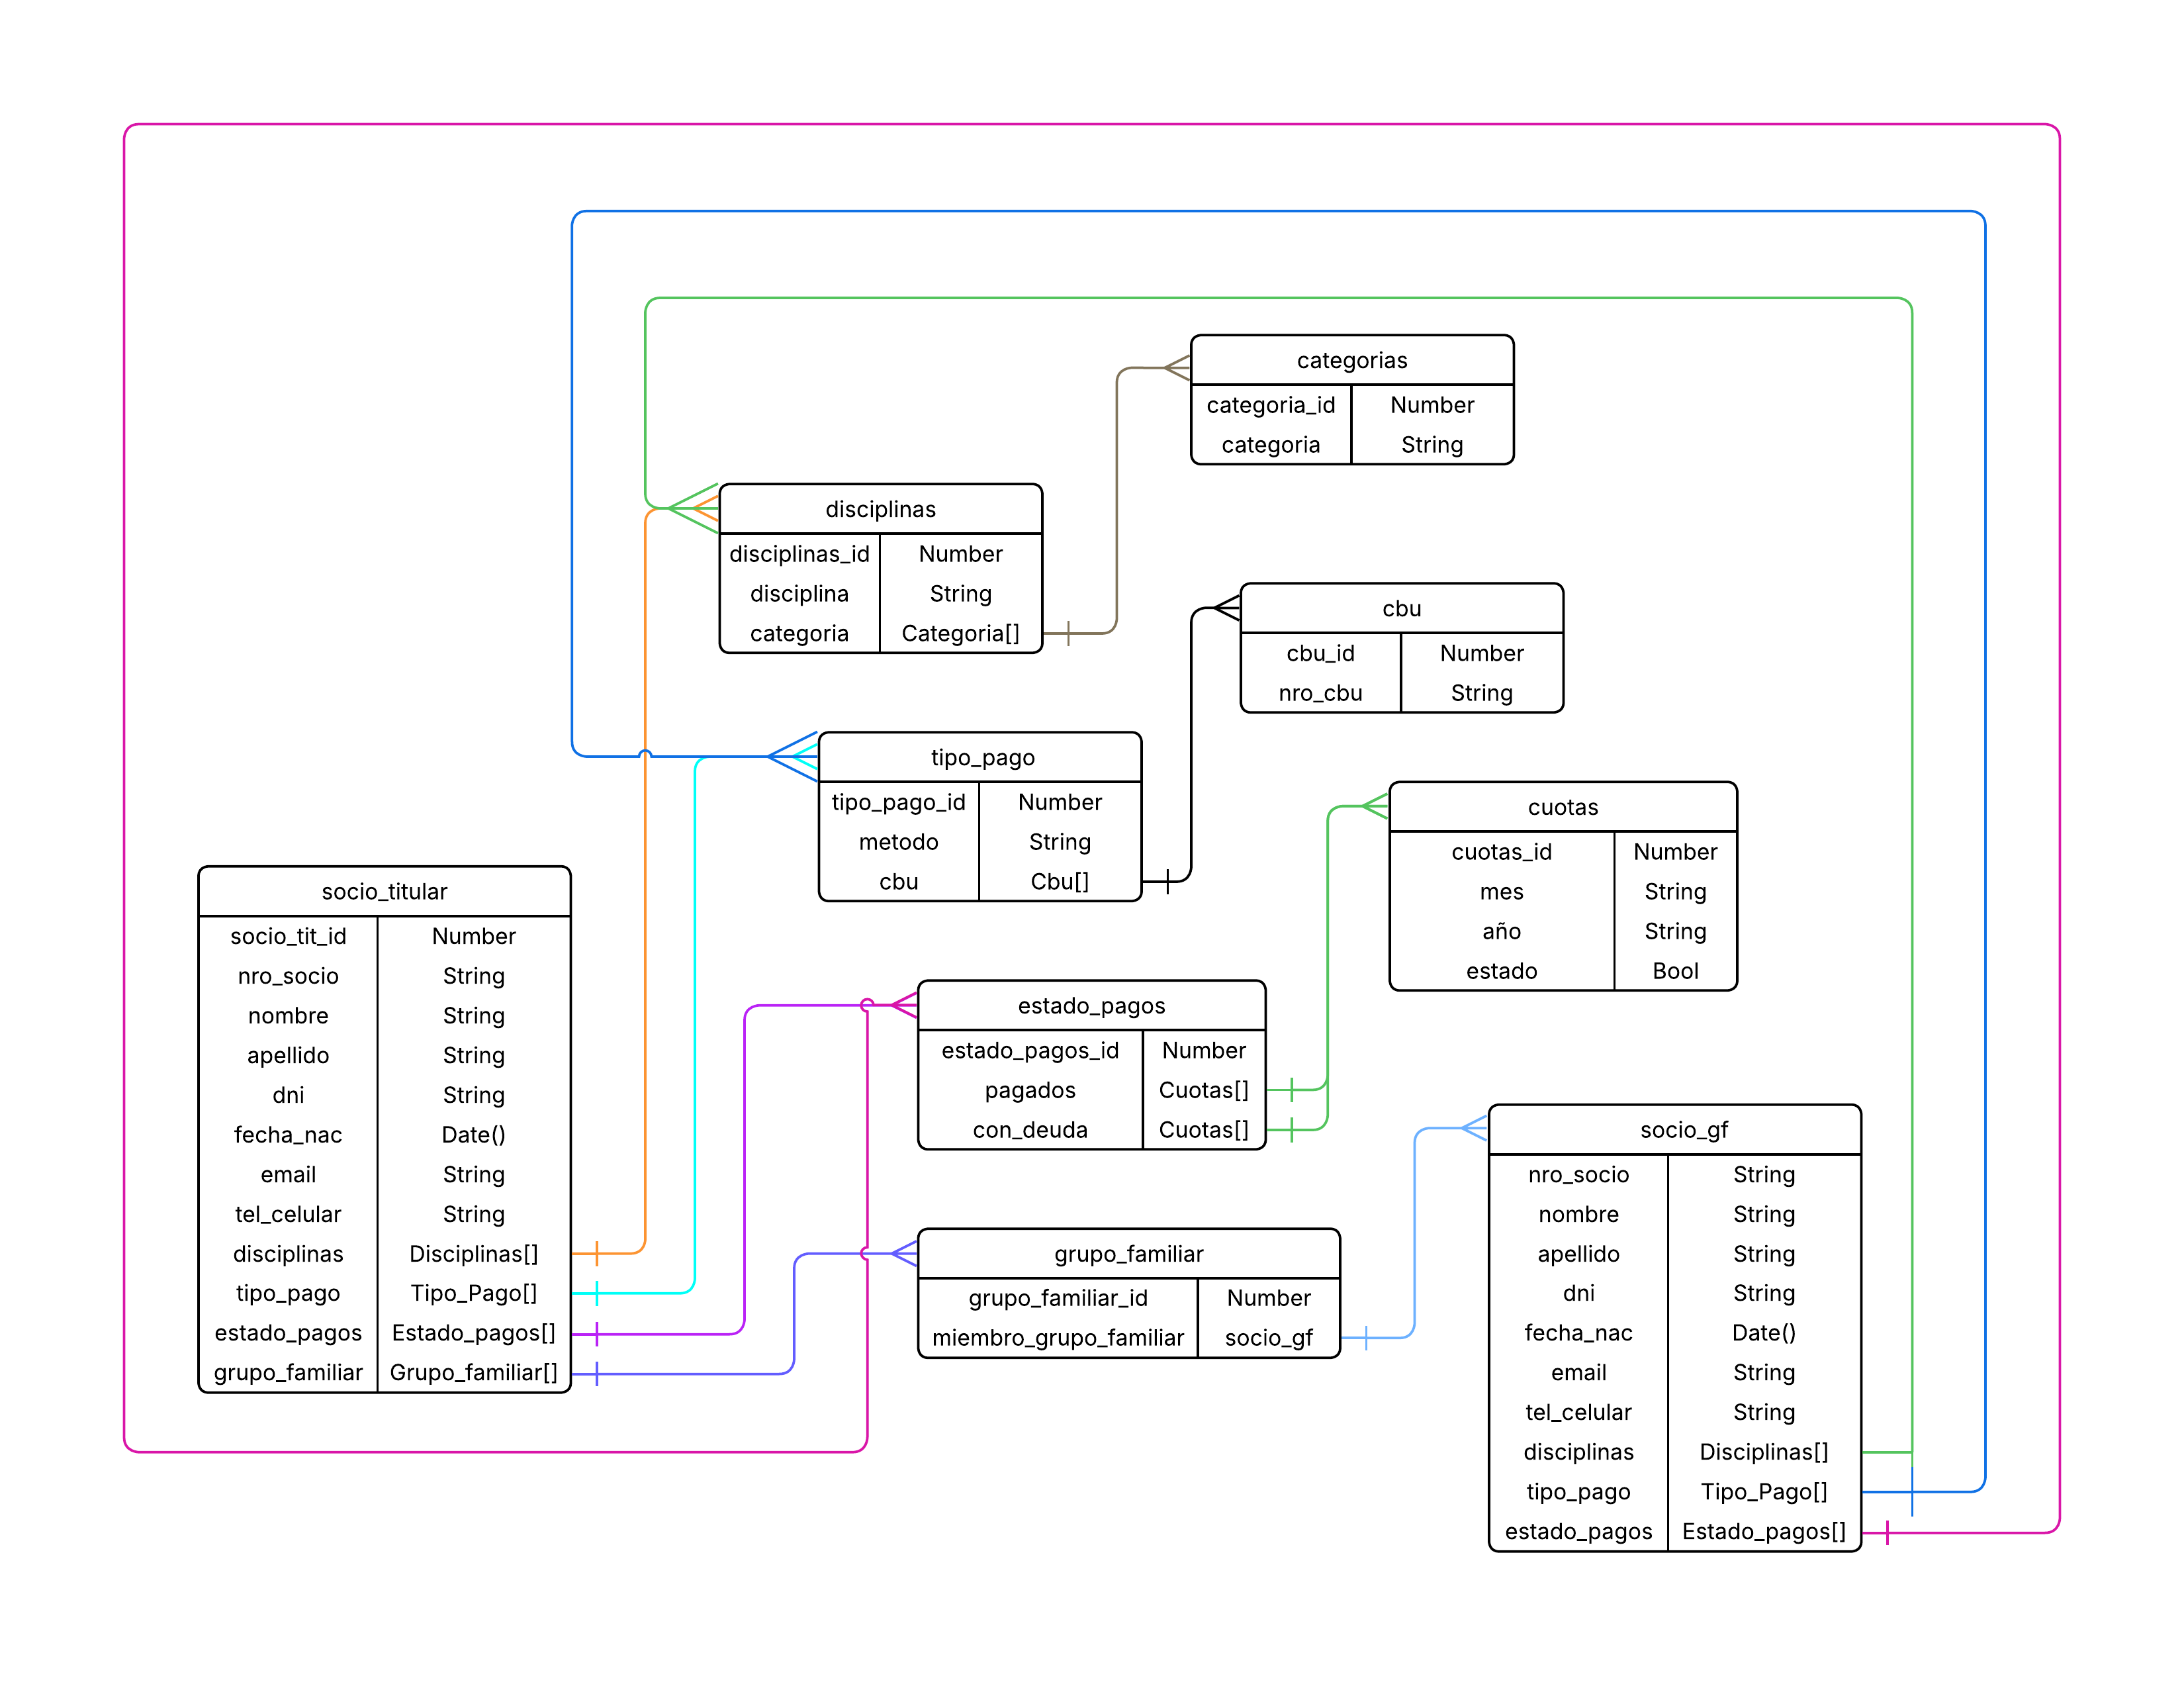 categorias
categoria_id Number
categoria String
disciplinas
disciplinas_id Number
disciplina String
categoria Categoria[]
cbu
cbu_id Number
nro_cbu String
tipo_pago
tipo_pago_id Number
metodo String
cbu Cbu[]
cuotas
cuotas_id Number
mes String
año String
estado Bool
socio_titular
socio_tit_id Number
nro_socio String
nombre String
apellido String
dni String
fecha_nac Date()
email String
tel_celular String
disciplinas Disciplinas[]
tipo_pago Tipo_Pago[]
estado_pagos Estado_pagos[]
grupo_familiar Grupo_familiar[]
estado_pagos
estado_pagos_id Number
pagados Cuotas[]
con_deuda Cuotas[]
grupo_familiar
grupo_familiar_id Number
miembro_grupo_familiar socio_gf
socio_gf
nro_socio String
nombre String
apellido String
dni String
fecha_nac Date()
email String
tel_celular String
disciplinas Disciplinas[]
tipo_pago Tipo_Pago[]
estado_pagos Estado_pagos[]